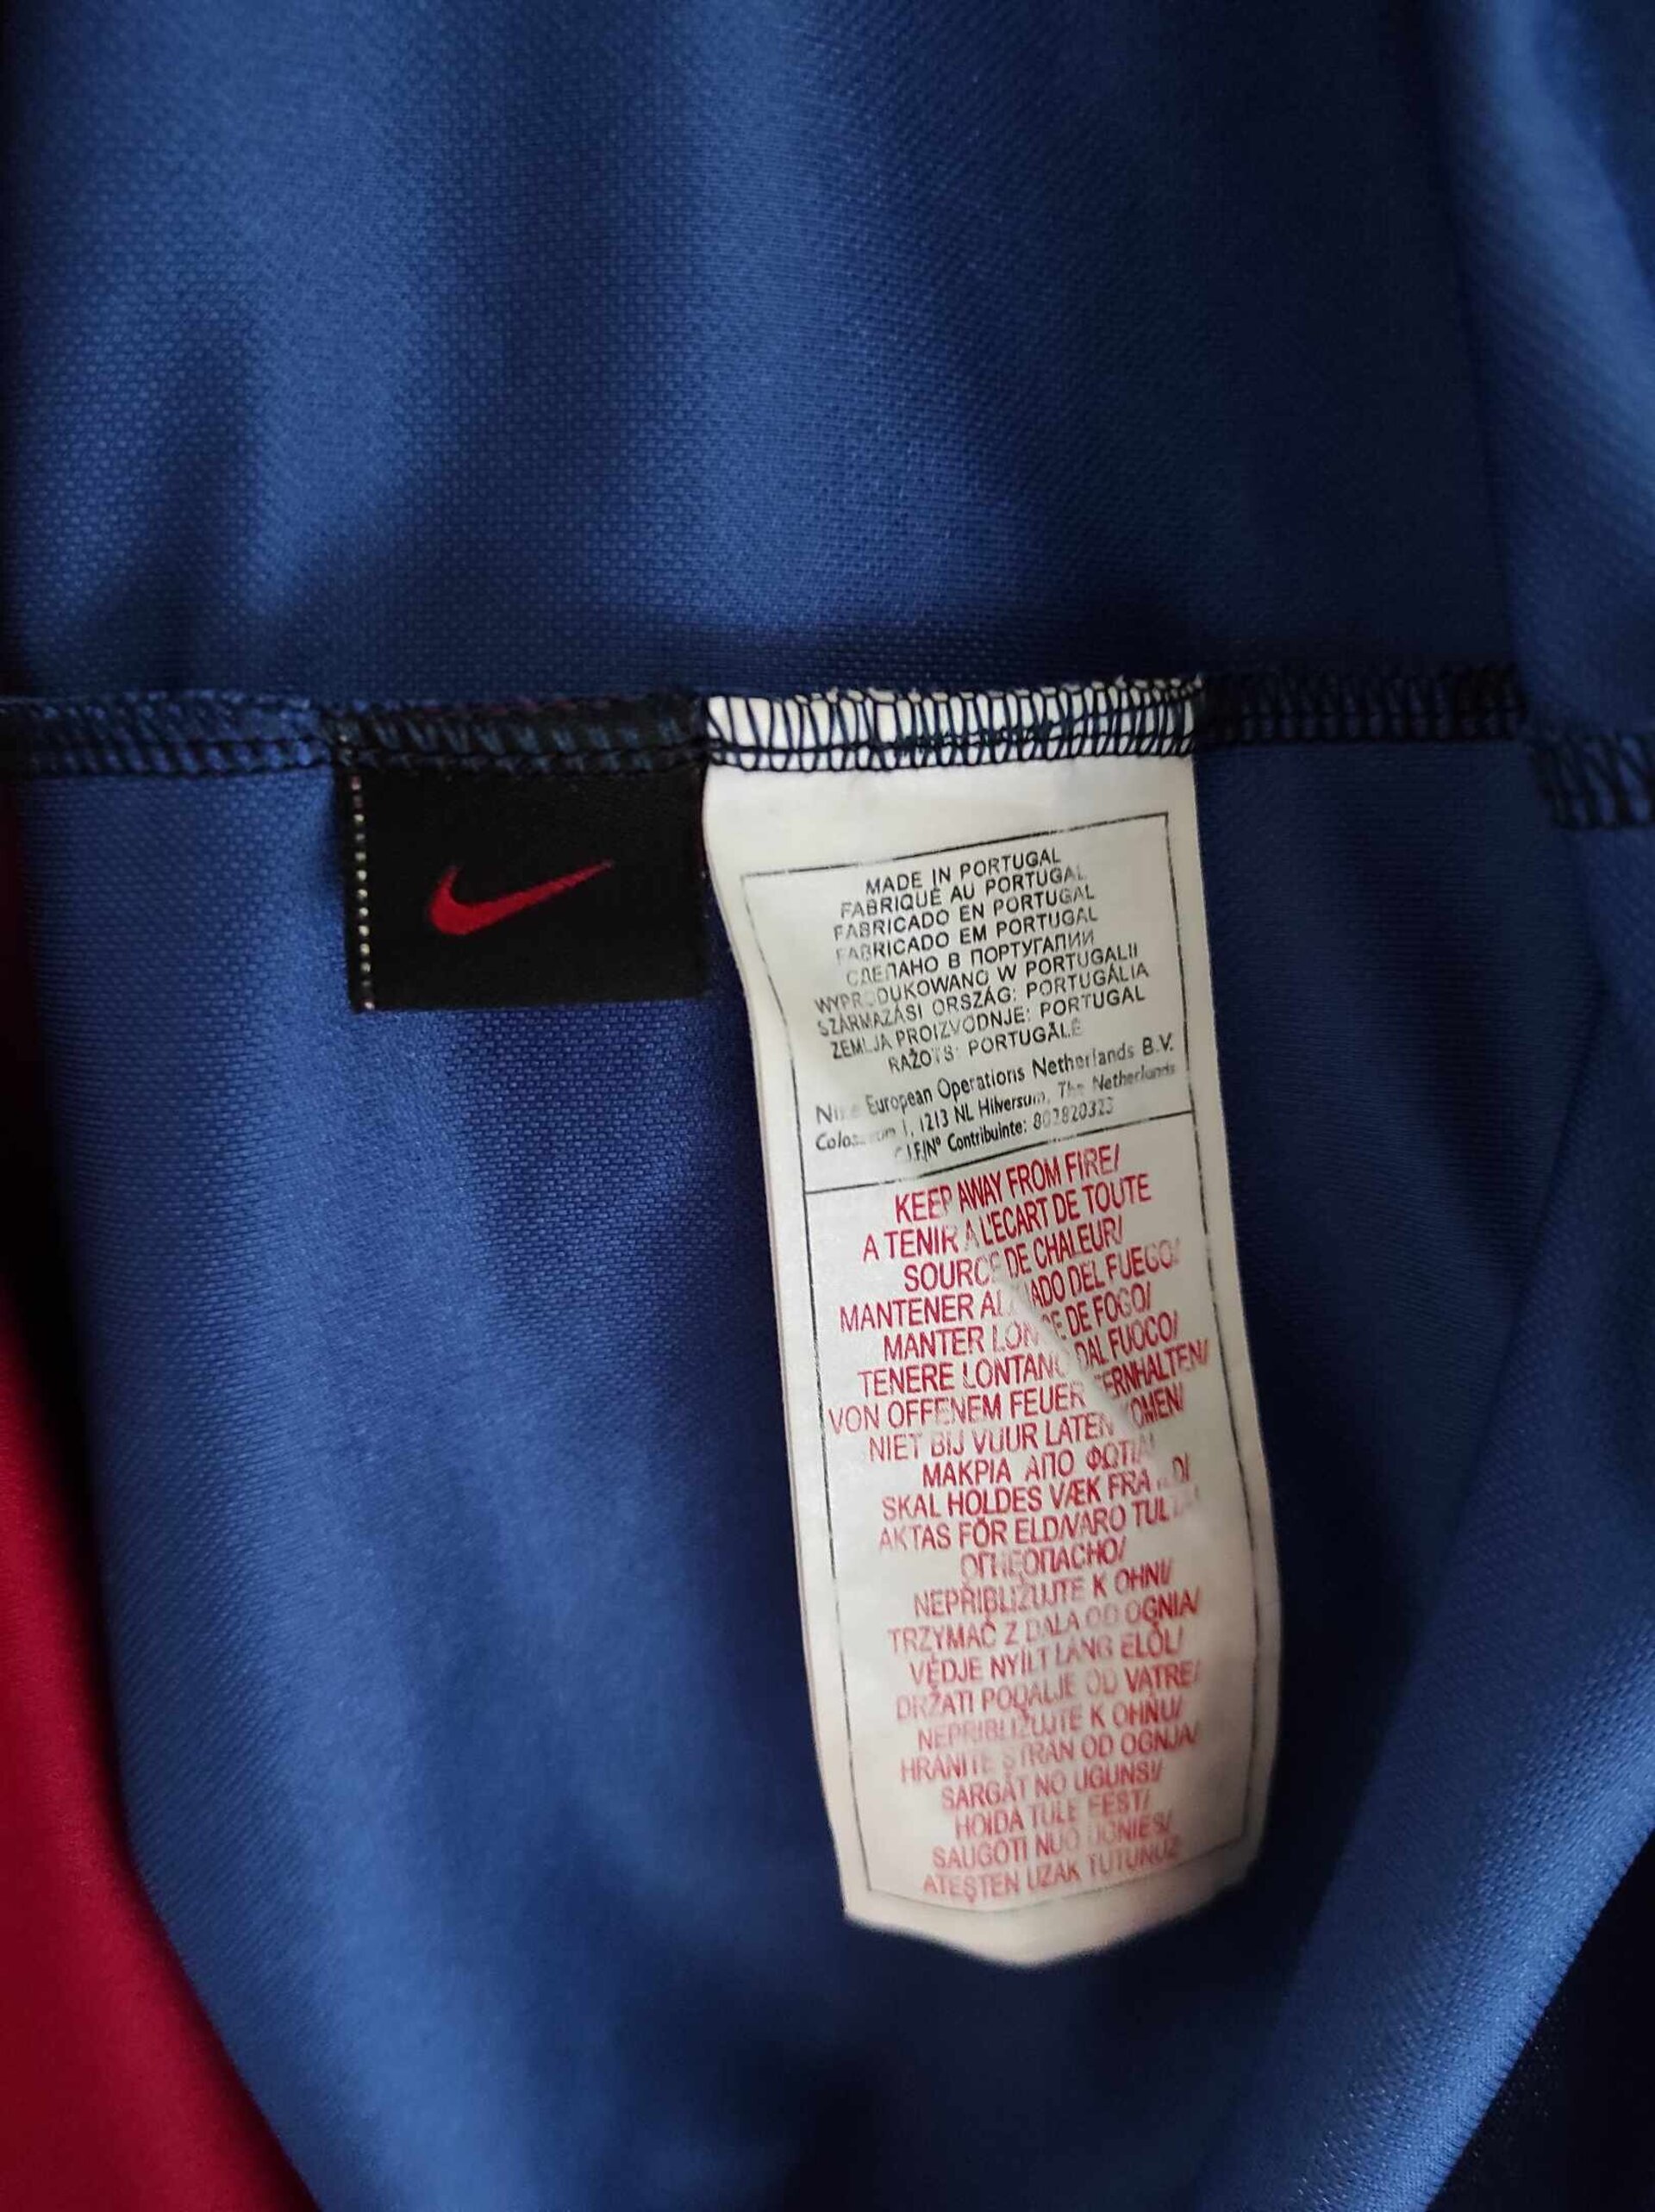 MADE IN PORTUGAL
FABRIQUÉ AU PORTUGAL
FABRICADO EN PORTUGAL
FABRICADO EM PORTUGAL
СДЕЛАНО В ПОРТУГАЛИИ
WYPRODUKOWANO W PORTUGALII
SZÁRMAZÁSI ORSZÁG: PORTUGÁLIA
ZEMLJA PROIZVODNJE: PORTUGAL
RAŽOTS: PORTUGĀLĒ
Nike European Operations Netherlands B.V.
Colosseum 1, 1213 NL Hilversum, The Netherlands
C.I.F./Nº Contribuinte:
KEEP AWAY FROM FIRE/
A TENIR A L'ECART DE TOUTE
SOURCE DE CHALEUR/
MANTENER ALEJADO DEL FUEGO/
MANTER LONGE DE FOGO/
TENERE LONTANO DAL FUOCO/
VON OFFENEM FEUER FERNHALTEN/
NIET BIJ VUUR LATEN KOMEN/
ΜΑΚΡΙΑ ΑΠΟ ΦΩΤΙΑ/
SKAL HOLDES VÆK FRA ILD/
AKTAS FÖR ELD/VARO TULTA/
ОГНЕОПАСНО/
NEPŘIBLIŽUJTE K OHNI/
TRZYMAĆ Z DALA OD OGNIA/
VÉDJE NYÍLT LÁNG ELŐL/
DRŽATI PODALJE OD VATRE/
NEPRIBLIŽUJTE K OHNU/
HRANITE STRAN OD OGNJA/
SARGĀT NO UGUNS/
HOIDA TULE EEST/
SAUGOTI NUO UGNIES/
ATEŞTEN UZAK TUTUNUZ